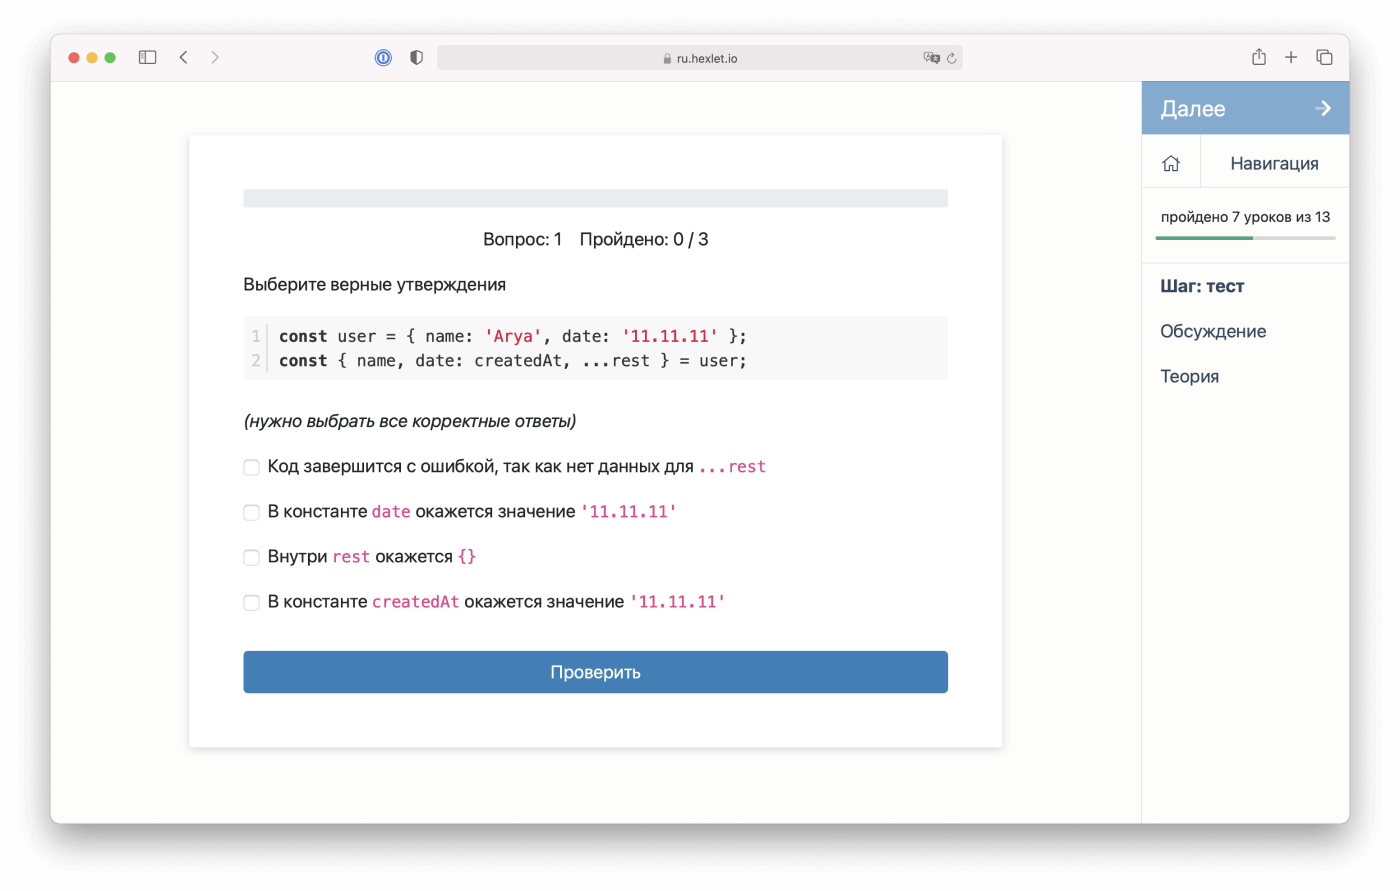 ru.hexlet.io
Далее
Навигация
пройдено 7 уроков из 13
Шаг: тест
Обсуждение
Теория
Вопрос: 1 Пройдено: 0 / 3
Выберите верные утверждения
1 const user = { name: 'Arya', date: '11.11.11' };
2 const { name, date: createdAt, ...rest } = user;
(нужно выбрать все корректные ответы)
Код завершится с ошибкой, так как нет данных для ...rest
В константе date окажется значение '11.11.11'
Внутри rest окажется {}
В константе createdAt окажется значение '11.11.11'
Проверить